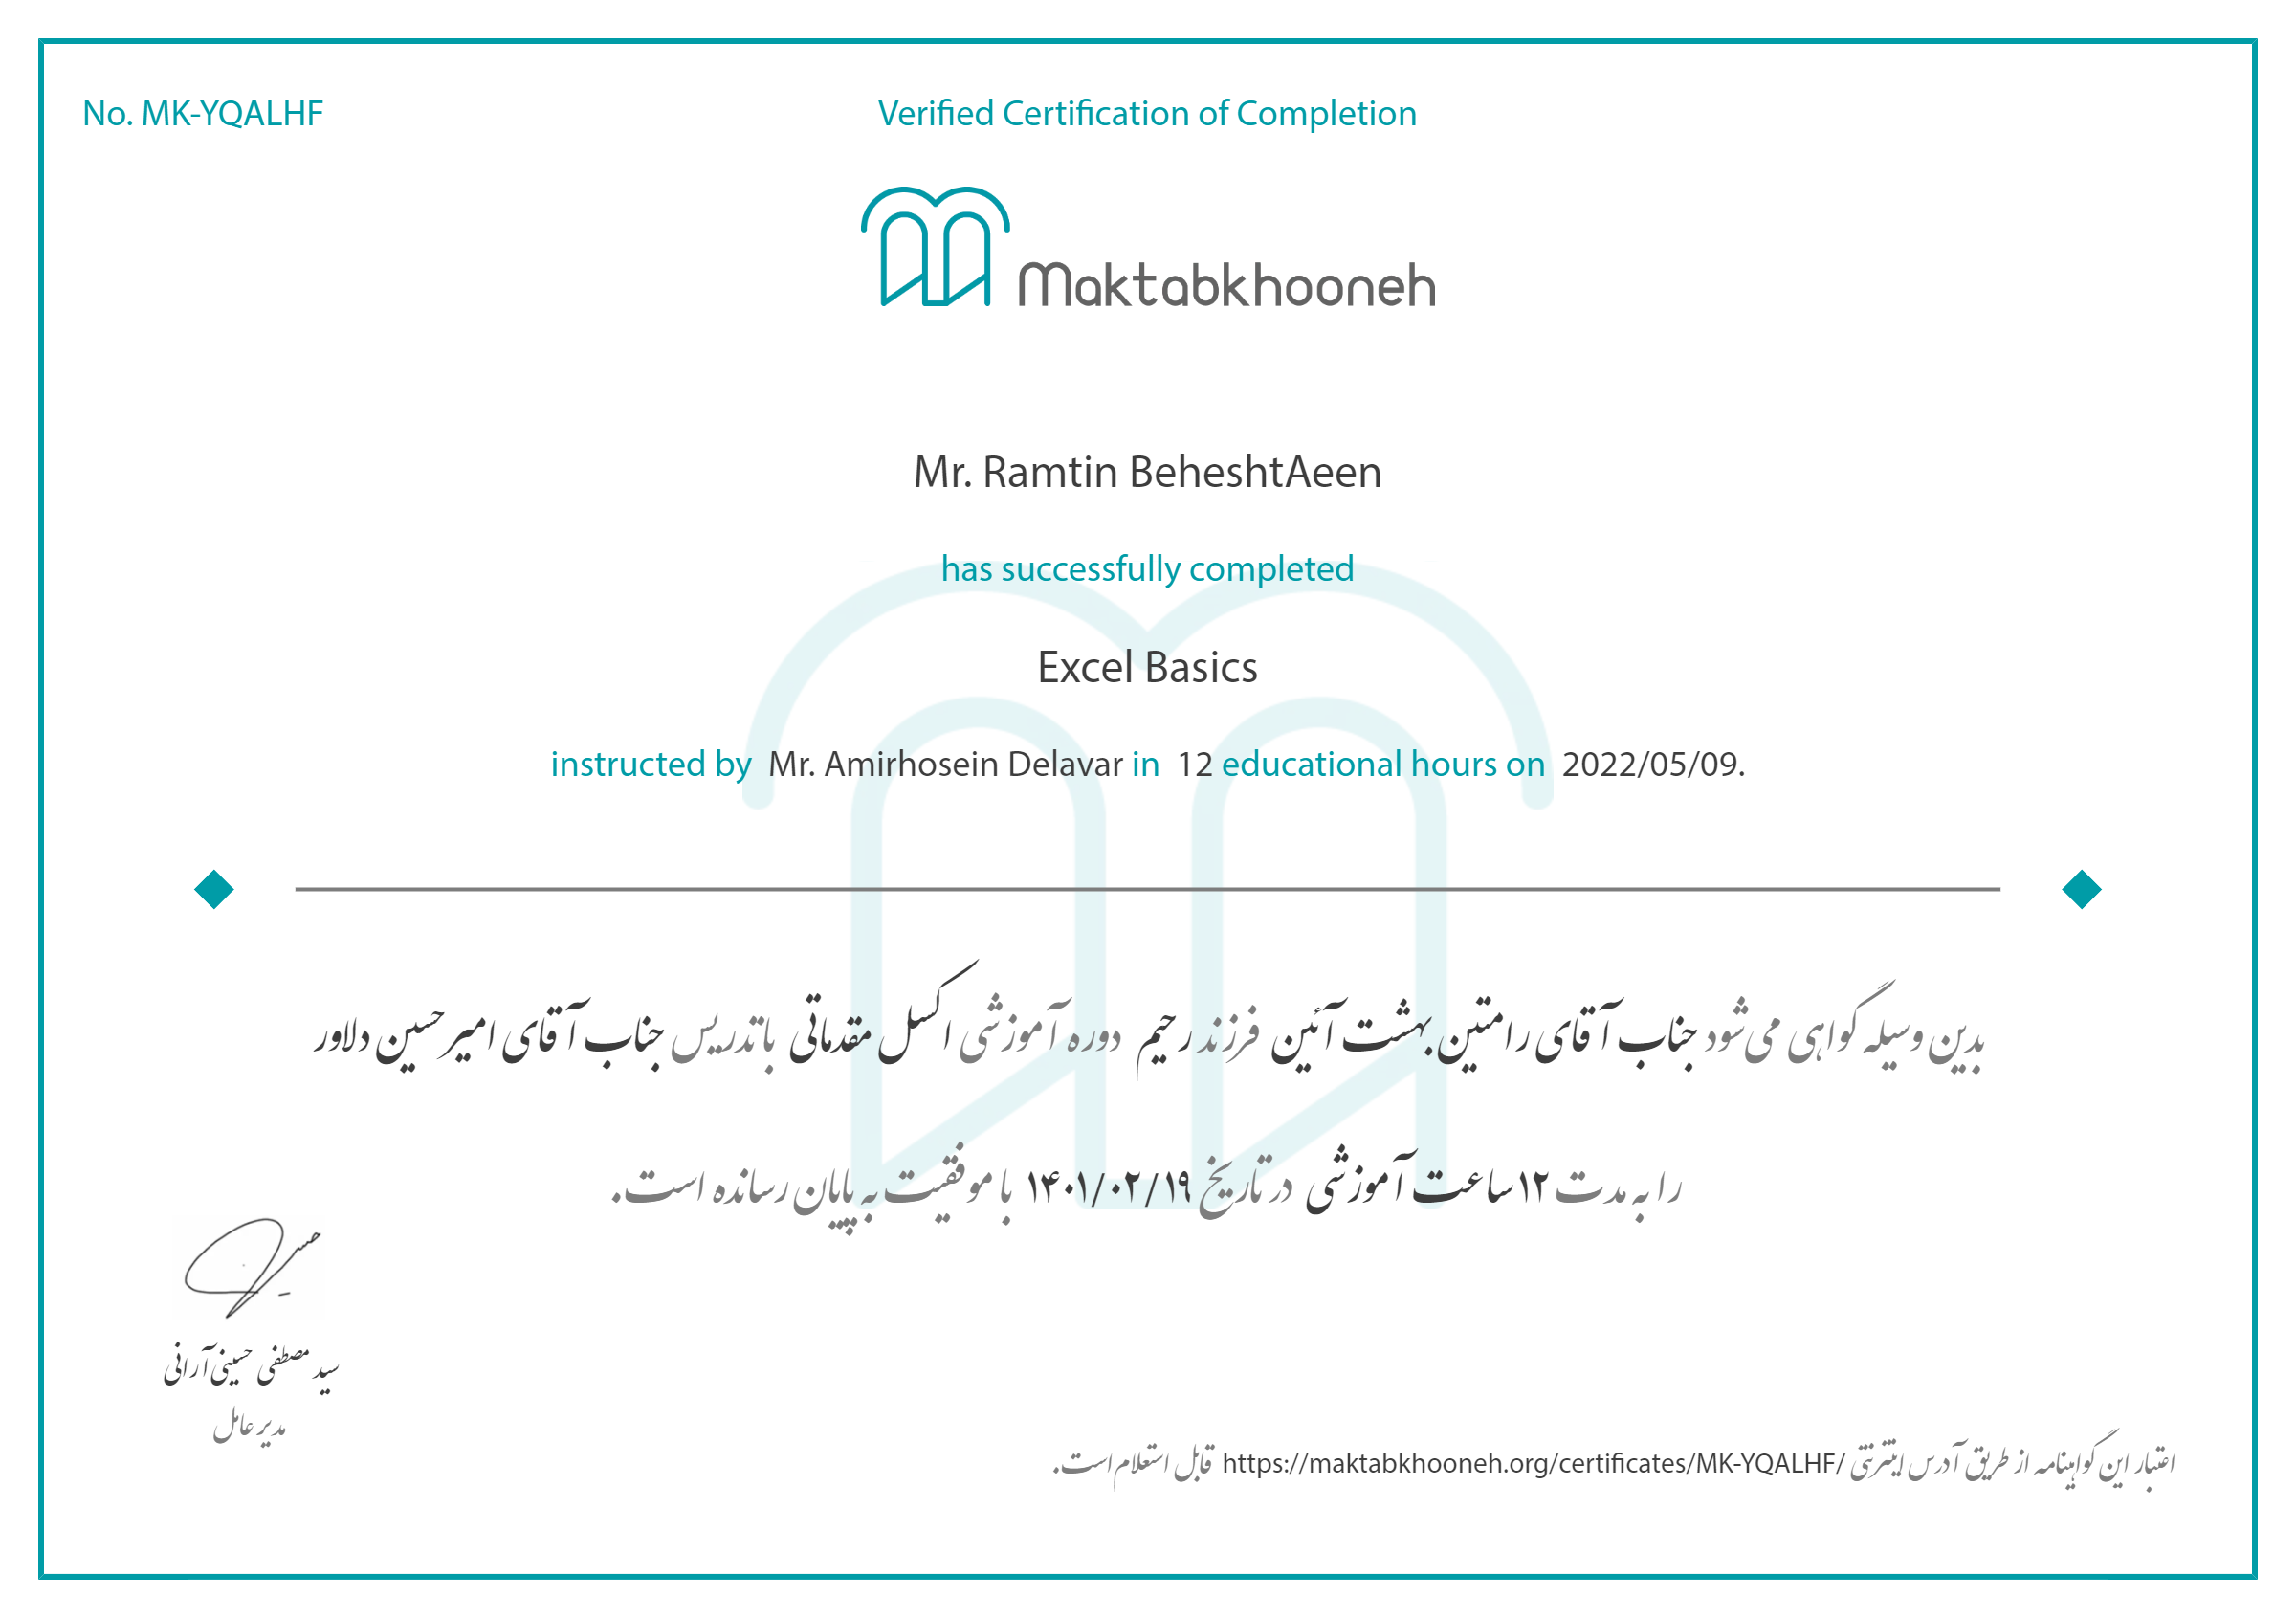 No. MK-YQALHF
Verified Certification of Completion
Maktabkhooneh
Mr. Ramtin BeheshtAeen
has successfully completed
Excel Basics
instructed by Mr. Amirhosein Delavar in 12 educational hours on 2022/05/09.
بدین وسیله گواهی می‌شود جناب آقای رامتین بهشت آئین فرزند رحیم دوره آموزشی اکسل مقدماتی با تدریس جناب آقای امیرحسین دلاور
را به مدت ۱۲ ساعت آموزشی در تاریخ ۱۴۰۱/۰۲/۱۹ با موفقیت به پایان رسانده است.
سید مصطفی حسینی آرانی
مدیر عامل
اعتبار این گواهینامه از طریق آدرس اینترنتی https://maktabkhooneh.org/certificates/MK-YQALHF/ قابل استعلام است.